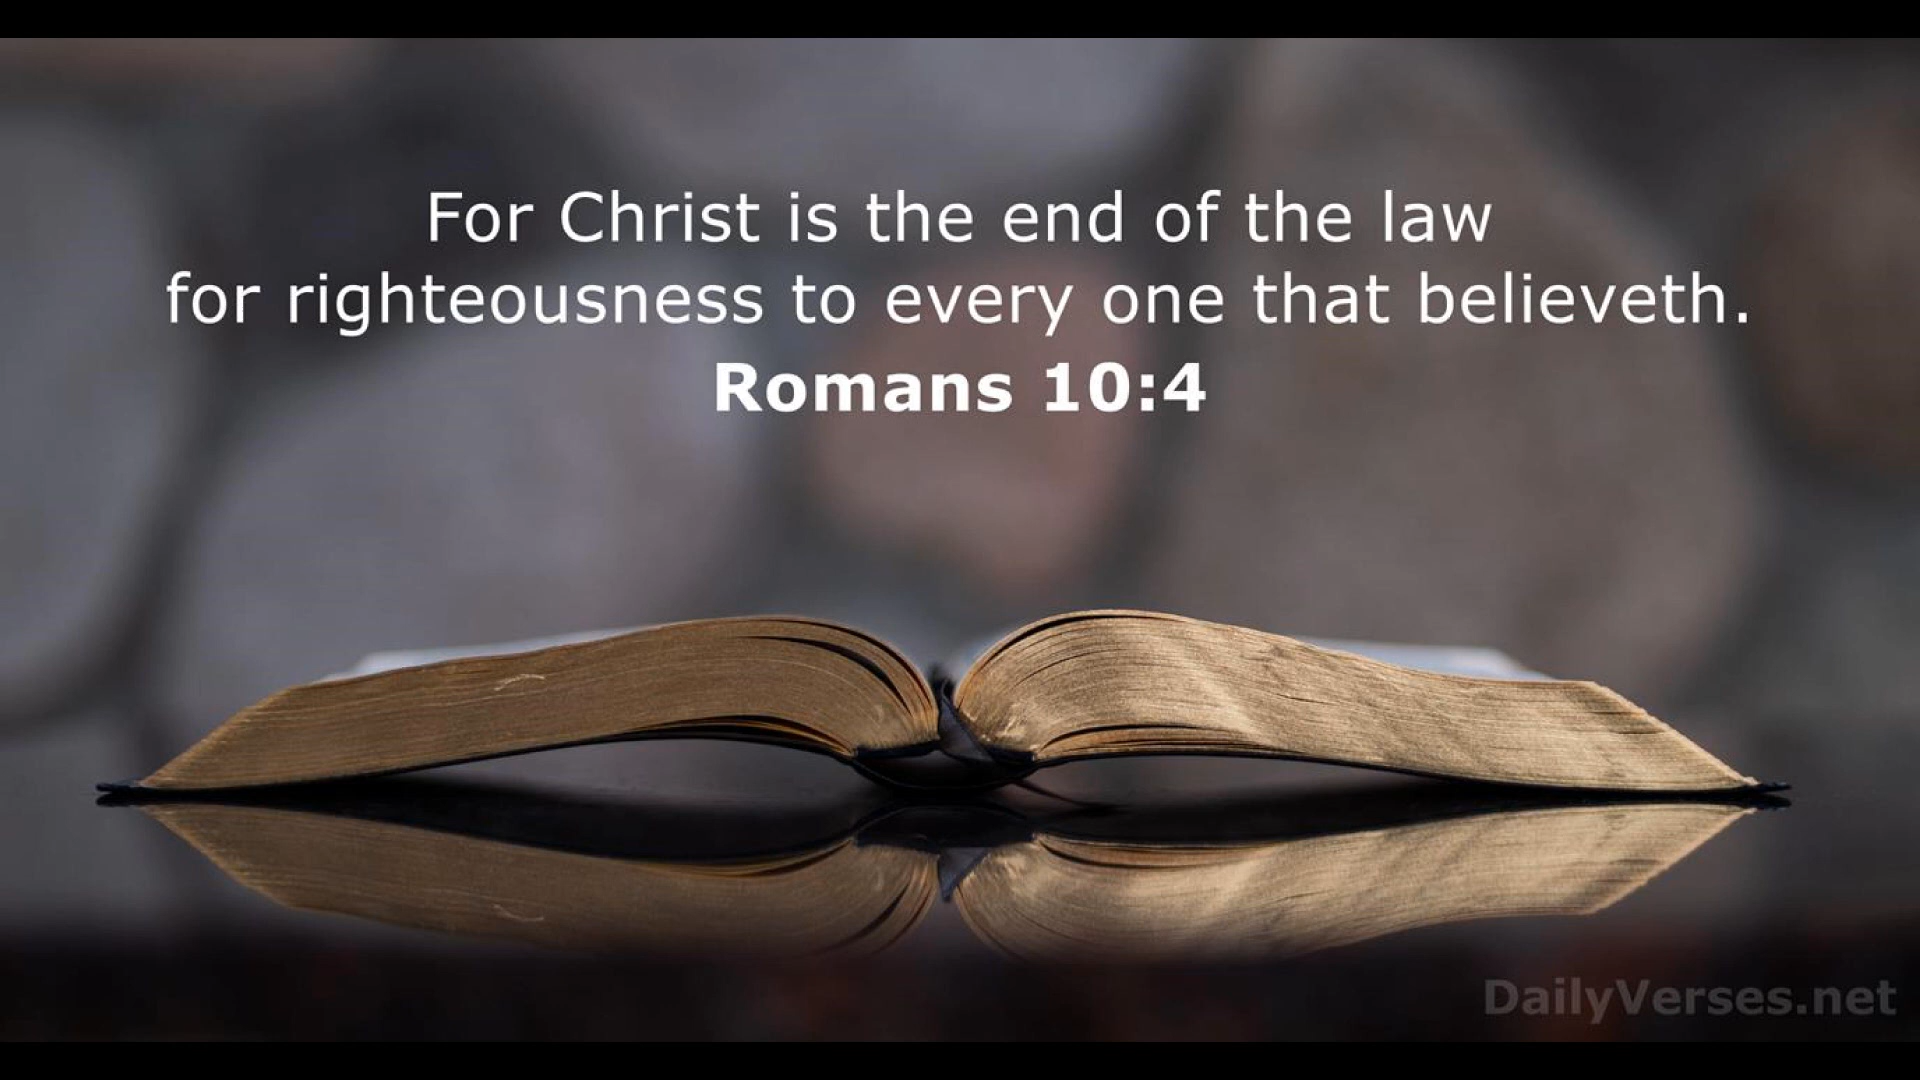 For Christ is the end of the law
for righteousness to every one that believeth.
Romans 10:4
DailyVerses.net